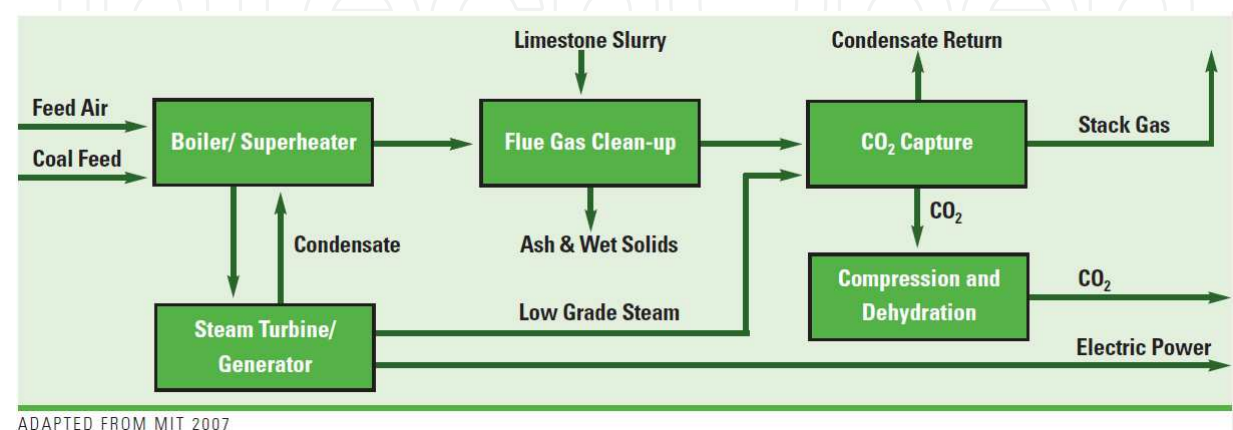 Limestone Slurry
Condensate Return
Feed Air
Coal Feed
Boiler/ Superheater
Flue Gas Clean-up
CO₂ Capture
Stack Gas
Condensate
Ash & Wet Solids
CO₂
Compression and
Dehydration
CO₂
Low Grade Steam
Steam Turbine/
Generator
Electric Power
ADAPTED FROM MIT 2007